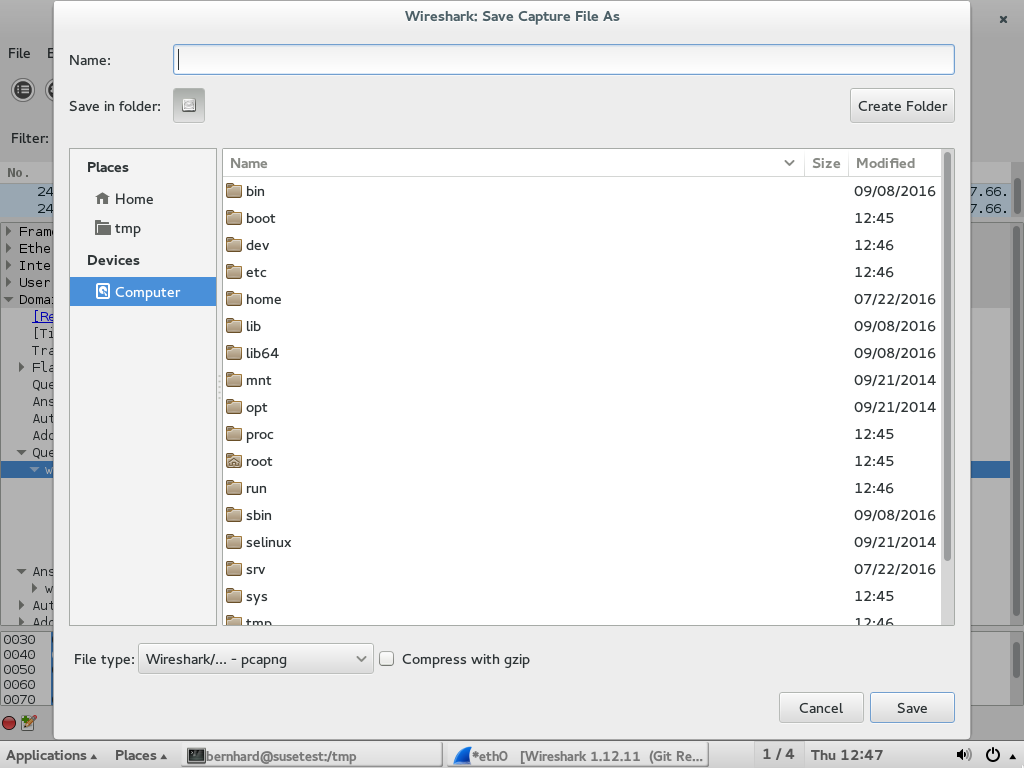 Wireshark: Save Capture File As
File
Name:
Save in folder:
Create Folder
Filter:
Places
Home
tmp
Devices
Computer
Name Size Modified
bin 09/08/2016
boot 12:45
dev 12:46
etc 12:46
home 07/22/2016
lib 09/08/2016
lib64 09/08/2016
mnt 09/21/2014
opt 09/21/2014
proc 12:45
root 12:45
run 12:46
sbin 09/08/2016
selinux 09/21/2014
srv 07/22/2016
sys 12:45
tmp 12:46
No.
24
24
7.66.
7.66.
Fram
Ethe
Inte
User
Doma
[Re
[Ti
Tra
Fla
Que
Ans
Aut
Add
Que
w
Ans
w
Aut
Add
0030
0040
0050
0060
0070
File type: Wireshark/... - pcapng Compress with gzip
Cancel Save
Applications Places bernhard@susetest:/tmp *eth0 [Wireshark 1.12.11 (Git Re... 1 / 4 Thu 12:47